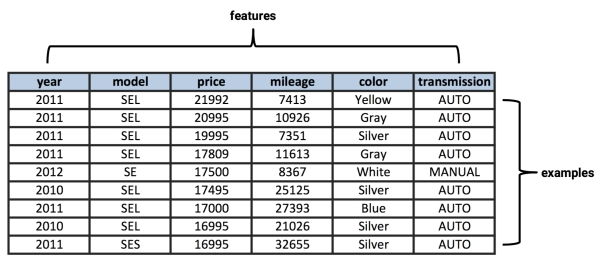 features
year model price mileage color transmission
2011 SEL 21992 7413 Yellow AUTO
2011 SEL 20995 10926 Gray AUTO
2011 SEL 19995 7351 Silver AUTO
2011 SEL 17809 11613 Gray AUTO
2012 SE 17500 8367 White MANUAL
2010 SEL 17495 25125 Silver AUTO
2011 SEL 17000 27393 Blue AUTO
2010 SEL 16995 21026 Silver AUTO
2011 SES 16995 32655 Silver AUTO
examples